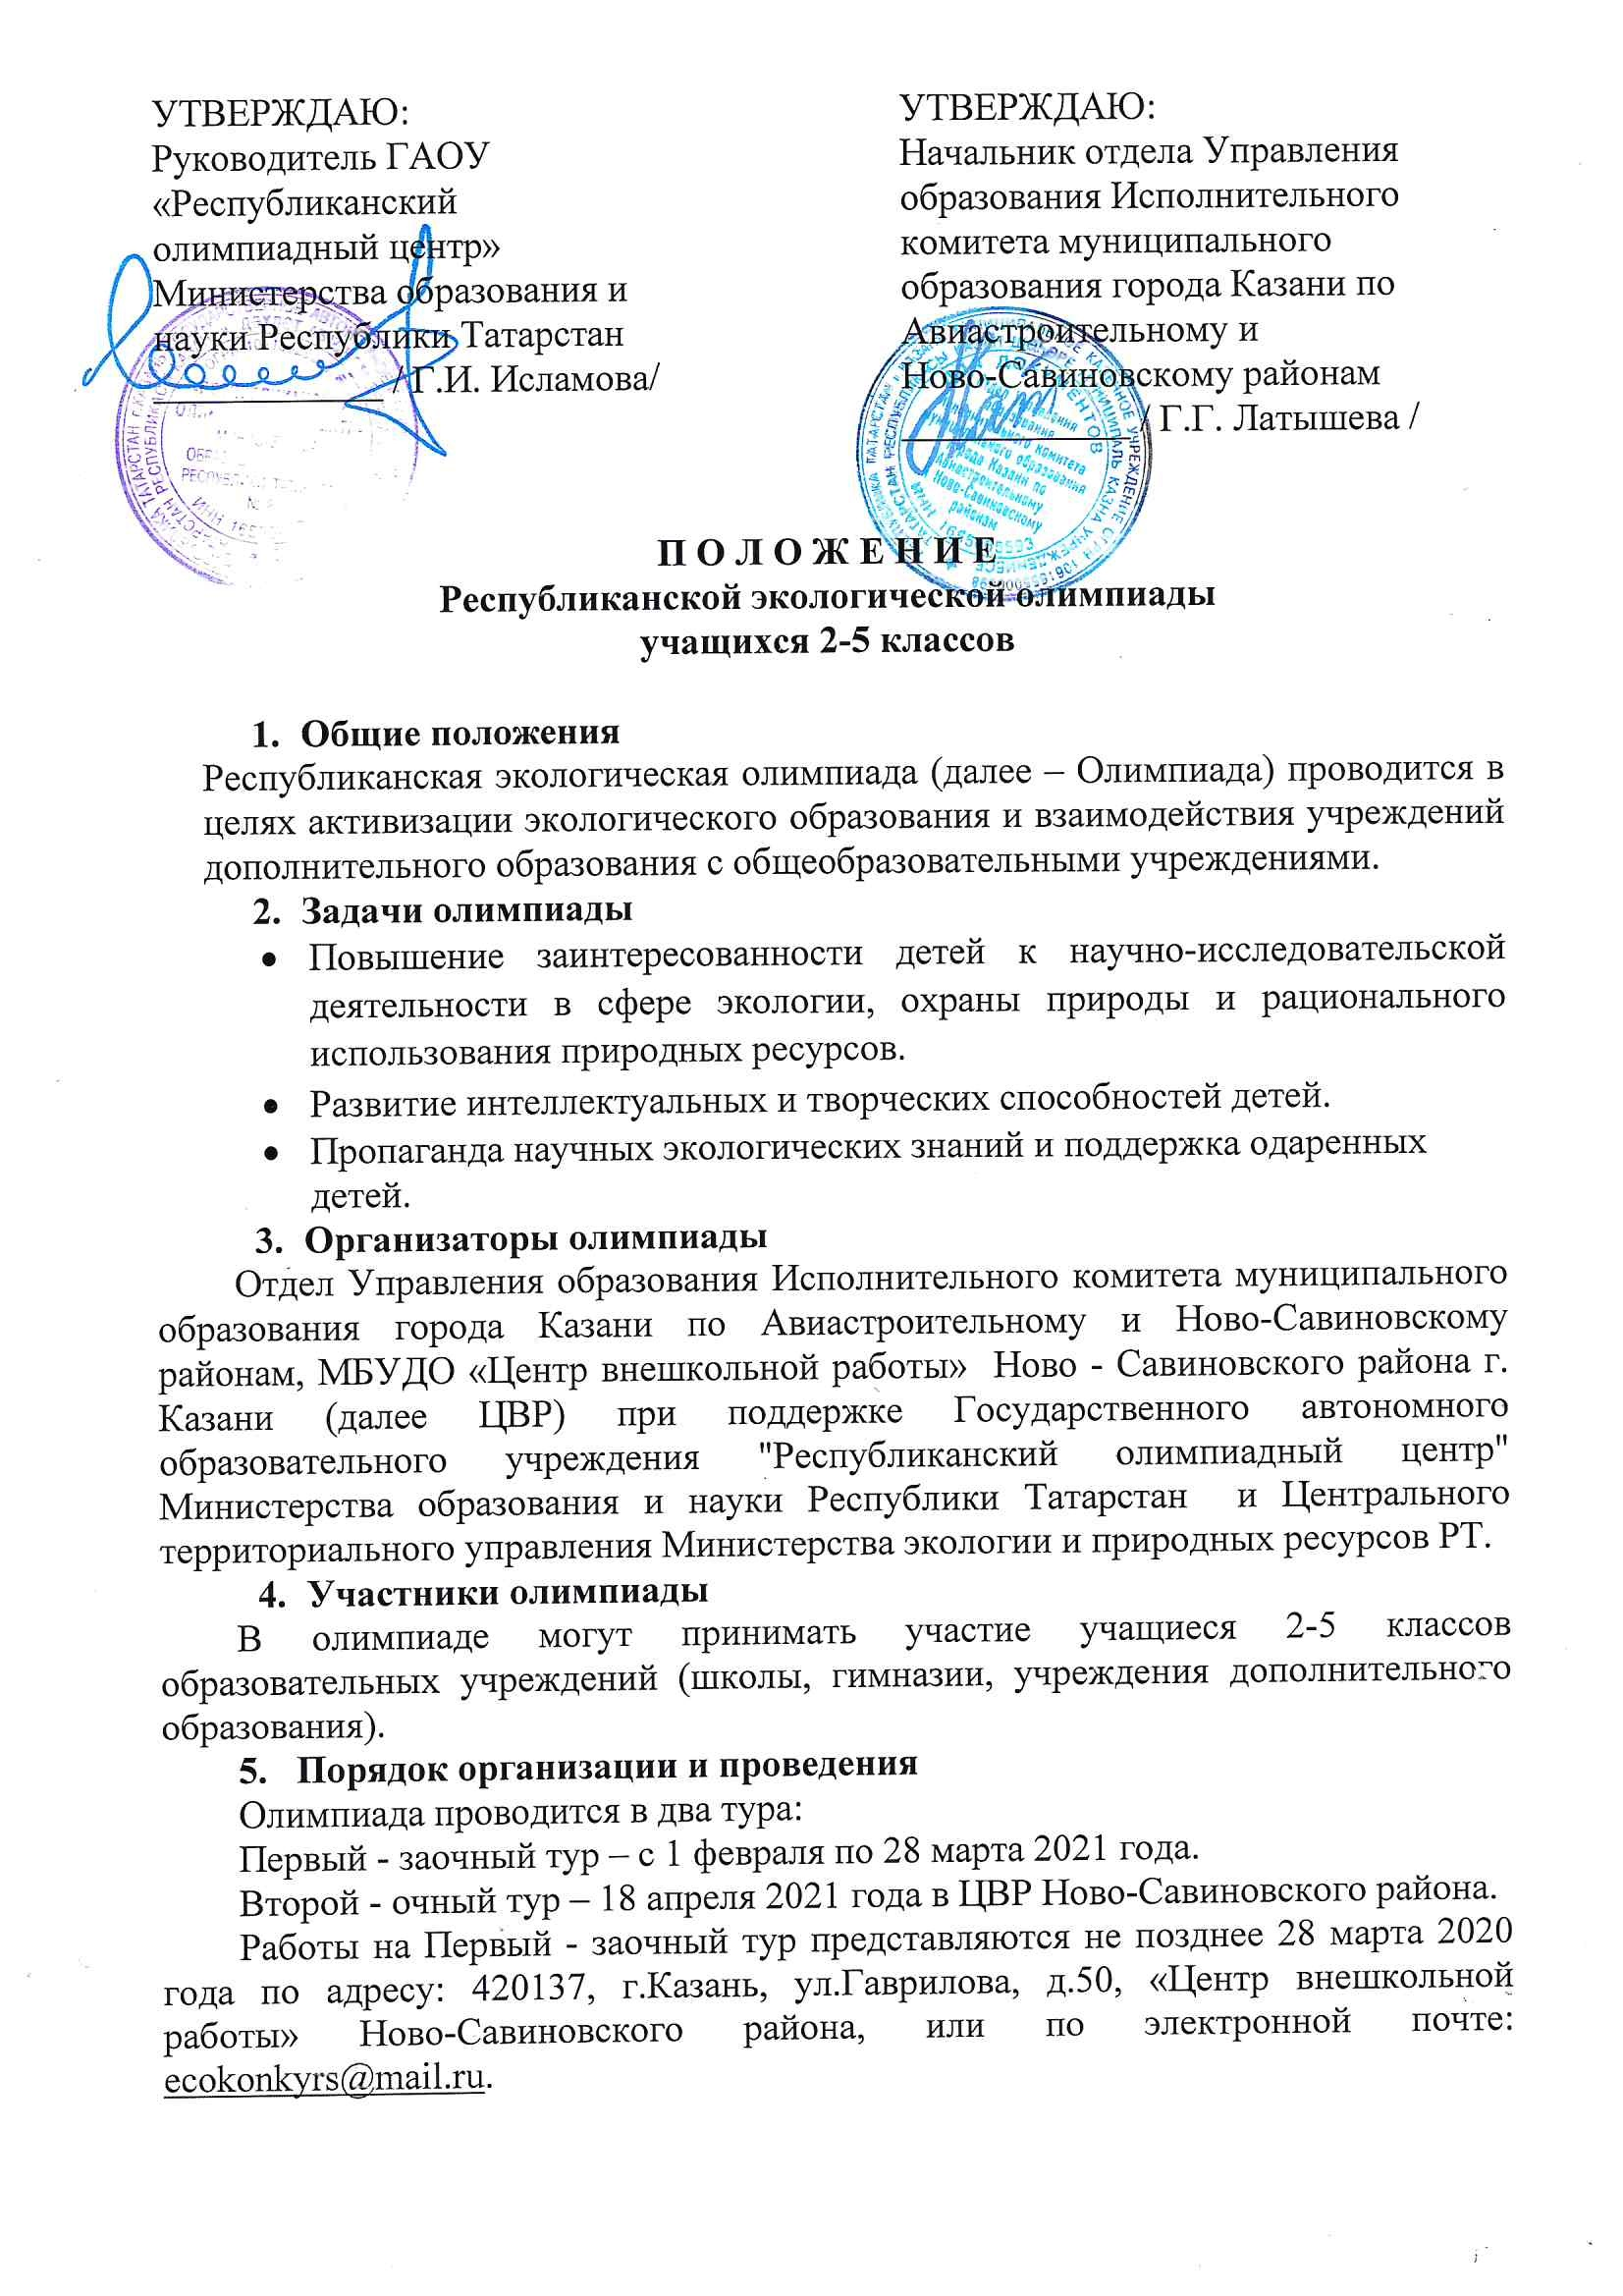 УТВЕРЖДАЮ:
Руководитель ГАОУ
«Республиканский
олимпиадный центр»
Министерства образования и
науки Республики Татарстан
/ Г.И. Исламова/
УТВЕРЖДАЮ:
Начальник отдела Управления
образования Исполнительного
комитета муниципального
образования города Казани по
Авиастроительному и
Ново-Савиновскому районам
/ Г.Г. Латышева /
П О Л О Ж Е Н И Е
Республиканской экологической олимпиады
учащихся 2-5 классов
1. Общие положения
Республиканская экологическая олимпиада (далее – Олимпиада) проводится в
целях активизации экологического образования и взаимодействия учреждений
дополнительного образования с общеобразовательными учреждениями.
2. Задачи олимпиады
• Повышение заинтересованности детей к научно-исследовательской
деятельности в сфере экологии, охраны природы и рационального
использования природных ресурсов.
• Развитие интеллектуальных и творческих способностей детей.
• Пропаганда научных экологических знаний и поддержка одаренных
детей.
3. Организаторы олимпиады
Отдел Управления образования Исполнительного комитета муниципального
образования города Казани по Авиастроительному и Ново-Савиновскому
районам, МБУДО «Центр внешкольной работы» Ново - Савиновского района г.
Казани (далее ЦВР) при поддержке Государственного автономного
образовательного учреждения "Республиканский олимпиадный центр"
Министерства образования и науки Республики Татарстан и Центрального
территориального управления Министерства экологии и природных ресурсов РТ.
4. Участники олимпиады
В олимпиаде могут принимать участие учащиеся 2-5 классов
образовательных учреждений (школы, гимназии, учреждения дополнительного
образования).
5. Порядок организации и проведения
Олимпиада проводится в два тура:
Первый - заочный тур – с 1 февраля по 28 марта 2021 года.
Второй - очный тур – 18 апреля 2021 года в ЦВР Ново-Савиновского района.
Работы на Первый - заочный тур представляются не позднее 28 марта 2020
года по адресу: 420137, г.Казань, ул.Гаврилова, д.50, «Центр внешкольной
работы» Ново-Савиновского района, или по электронной почте:
ecokonkyrs@mail.ru.